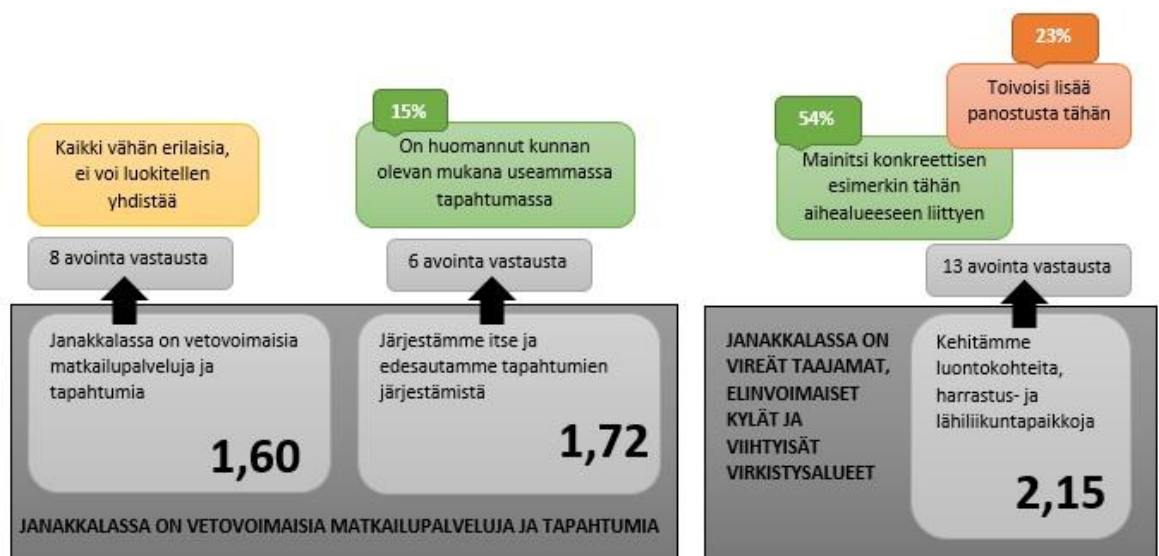 Kaikki vähän erilaisia,
ei voi luokitellen
yhdistää
8 avointa vastausta
Janakkalassa on vetovoimaisia
matkailupalveluja ja
tapahtumia
1,60
15%
On huomannut kunnan
olevan mukana useammassa
tapahtumassa
6 avointa vastausta
Järjestämme itse ja
edesautamme tapahtumien
järjestämistä
1,72
JANAKKALASSA ON VETOVOIMAISIA MATKAILUPALVELUJA JA TAPAHTUMIA
23%
Toivoisi lisää
panostusta tähän
54%
Mainitsi konkreettisen
esimerkin tähän
aihealueeseen liittyen
13 avointa vastausta
JANAKKALASSA ON
VIREÄT TAAJAMAT,
ELINVOIMAISET
KYLÄT JA
VIIHTYISÄT
VIRKISTYSALUEET
Kehitämme
luontokohteita,
harrastus- ja
lähiliikuntapaikkoja
2,15